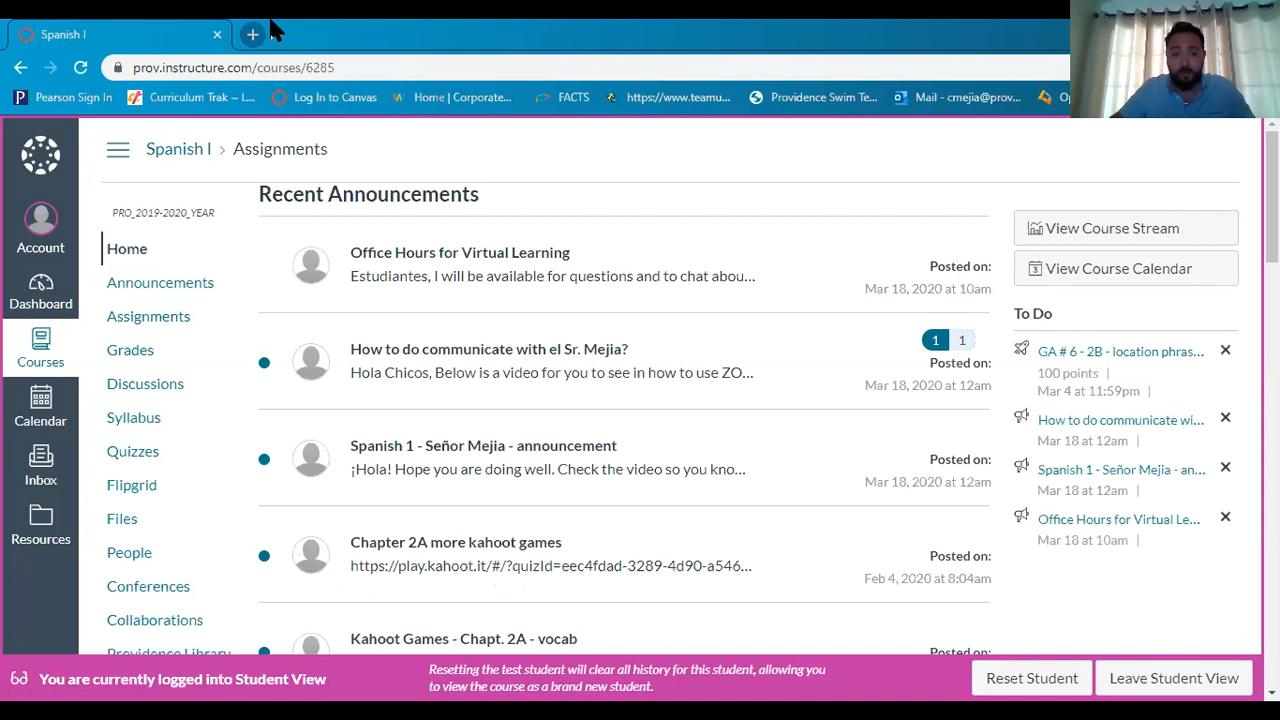 Spanish I
prov.instructure.com/courses/6285
Pearson Sign In
Curriculum Trak ~ L...
Log In to Canvas
Home | Corporate...
FACTS
https://www.teamu...
Providence Swim Te...
Mail - cmejia@prov...
Spanish I > Assignments
Account
Dashboard
Courses
Calendar
Inbox
Resources
PRO_2019-2020_YEAR
Home
Announcements
Assignments
Grades
Discussions
Syllabus
Quizzes
Flipgrid
Files
People
Conferences
Collaborations
Providence Library
Recent Announcements
Office Hours for Virtual Learning
Estudiantes, I will be available for questions and to chat abou...
Posted on:
Mar 18, 2020 at 10am
How to do communicate with el Sr. Mejia?
Hola Chicos, Below is a video for you to see in how to use ZO...
1 1
Posted on:
Mar 18, 2020 at 12am
Spanish 1 - Señor Mejia - announcement
¡Hola! Hope you are doing well. Check the video so you kno...
Posted on:
Mar 18, 2020 at 12am
Chapter 2A more kahoot games
https://play.kahoot.it/#/?quizId=eec4fdad-3289-4d90-a546...
Posted on:
Feb 4, 2020 at 8:04am
Kahoot Games - Chapt. 2A - vocab
Posted on:
View Course Stream
View Course Calendar
To Do
GA # 6 - 2B - location phras...
100 points |
Mar 4 at 11:59pm |
How to do communicate wi...
Mar 18 at 12am |
Spanish 1 - Señor Mejia - an...
Mar 18 at 12am |
Office Hours for Virtual Le...
Mar 18 at 10am |
You are currently logged into Student View
Resetting the test student will clear all history for this student, allowing you
to view the course as a brand new student.
Reset Student
Leave Student View